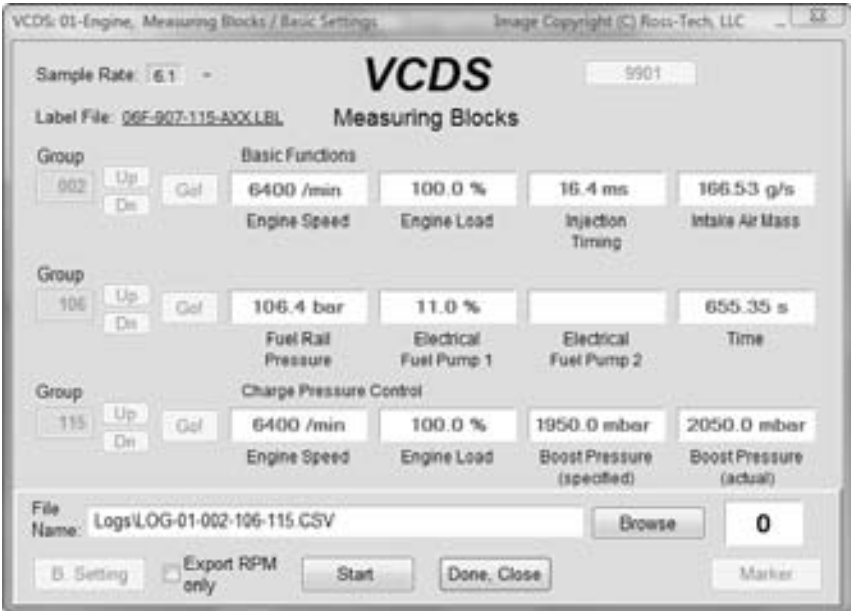 VCDS: 01-Engine, Measuring Blocks / Basic Settings Image Copyright (C) Ross-Tech, LLC
Sample Rate: 6.1 -
VCDS
9901
Label File: 06F-907-115-AXX.LBL
Measuring Blocks
Group
Basic Functions
002
Up
Dn
Go!
6400 /min 100.0 % 16.4 ms 166.53 g/s
Engine Speed Engine Load Injection Timing Intake Air Mass
Group
106
Up
Dn
Go!
106.4 bar 11.0 % 655.35 s
Fuel Rail Pressure Electrical Fuel Pump 1 Electrical Fuel Pump 2 Time
Group
Charge Pressure Control
115
Up
Dn
Go!
6400 /min 100.0 % 1950.0 mbar 2050.0 mbar
Engine Speed Engine Load Boost Pressure (specified) Boost Pressure (actual)
File Name: Logs\LOG-01-002-106-115.CSV Browse 0
B. Setting Export RPM only Start Done, Close Marker